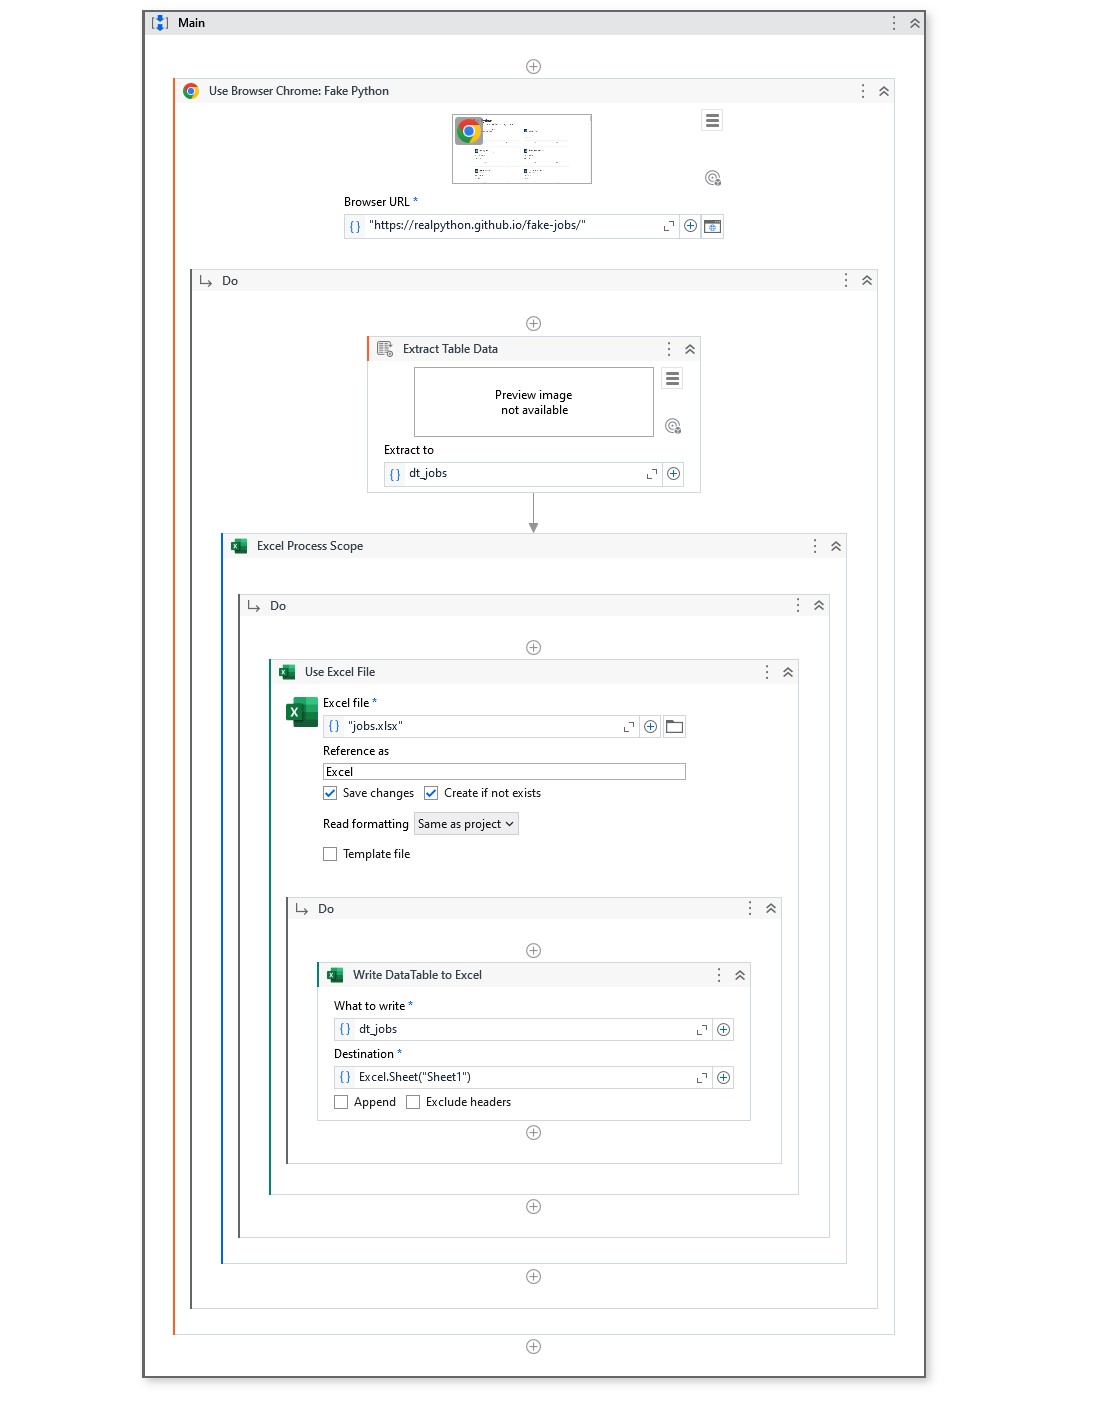 Main
Use Browser Chrome: Fake Python
Browser URL *
"https://realpython.github.io/fake-jobs/"
Do
Extract Table Data
Preview image
not available
Extract to
dt_jobs
Excel Process Scope
Do
Use Excel File
Excel file *
"jobs.xlsx"
Reference as
Excel
Save changes Create if not exists
Read formatting Same as project
Template file
Do
Write DataTable to Excel
What to write *
dt_jobs
Destination *
Excel.Sheet("Sheet1")
Append Exclude headers